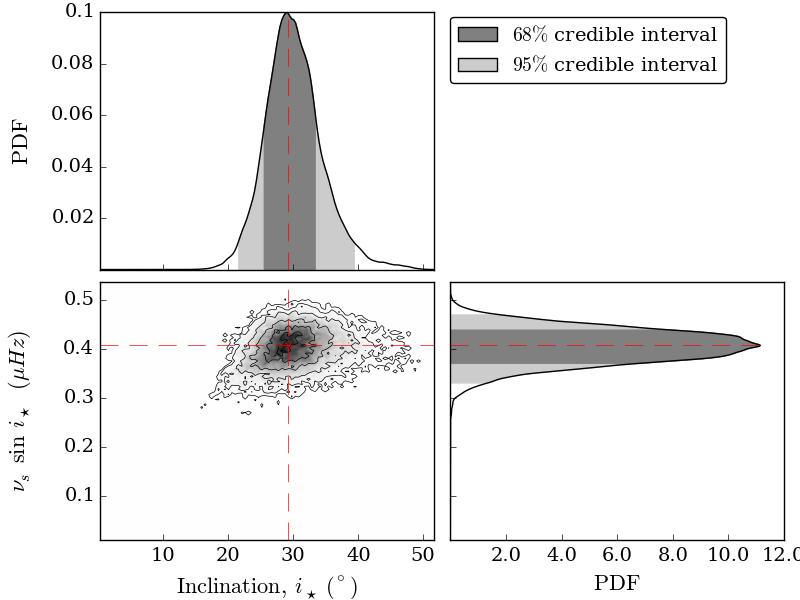 0.1
0.08
0.06
0.04
0.02
PDF
68% credible interval
95% credible interval
0.5
0.4
0.3
0.2
0.1
ν_s sin i_⋆ (μHz)
10 20 30 40 50
Inclination, i_⋆ (°)
2.0 4.0 6.0 8.0 10.0 12.0
PDF